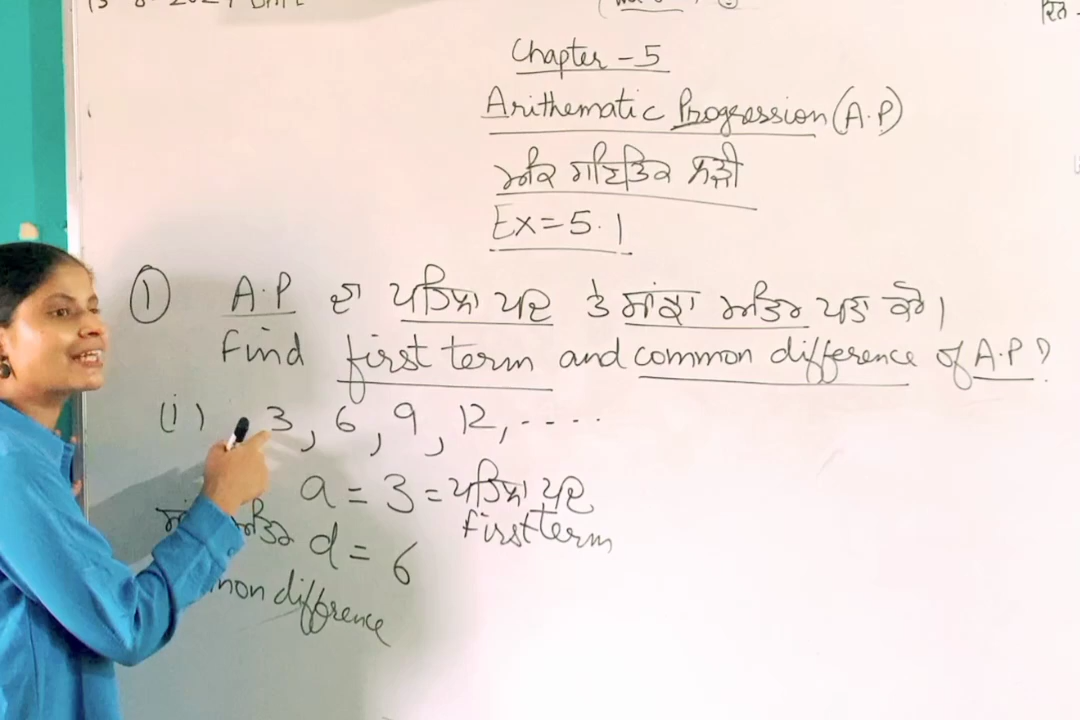 Chapter - 5
Arithematic Progression (A.P)
ਅੰਕ ਗਣਿਤਿਕ ਲੜੀ
Ex = 5.1
① A.P ਦਾ ਪਹਿਲਾ ਪਦ ਤੇ ਸਾਂਝਾ ਅੰਤਰ ਪਤਾ ਕਰੋ।
Find first term and common difference of A.P?
(i) 3, 6, 9, 12, ....
a = 3 = ਪਹਿਲਾ ਪਦ
first term
ਅੰਤਰ d = 6
difference